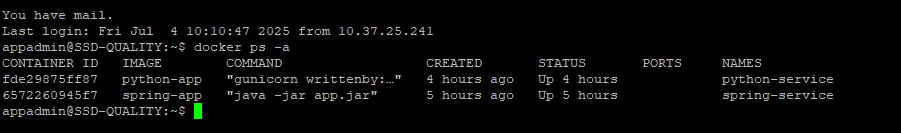 You have mail.
Last login: Fri Jul  4 10:10:47 2025 from 10.37.25.241
appadmin@SSD-QUALITY:~$ docker ps -a
CONTAINER ID   IMAGE        COMMAND                  CREATED       STATUS       PORTS     NAMES
fde29875ff07   python-app   "gunicorn writtenby:…"   4 hours ago   Up 4 hours             python-service
6572260945f7   spring-app   "java -jar app.jar"      5 hours ago   Up 5 hours             spring-service
appadmin@SSD-QUALITY:~$